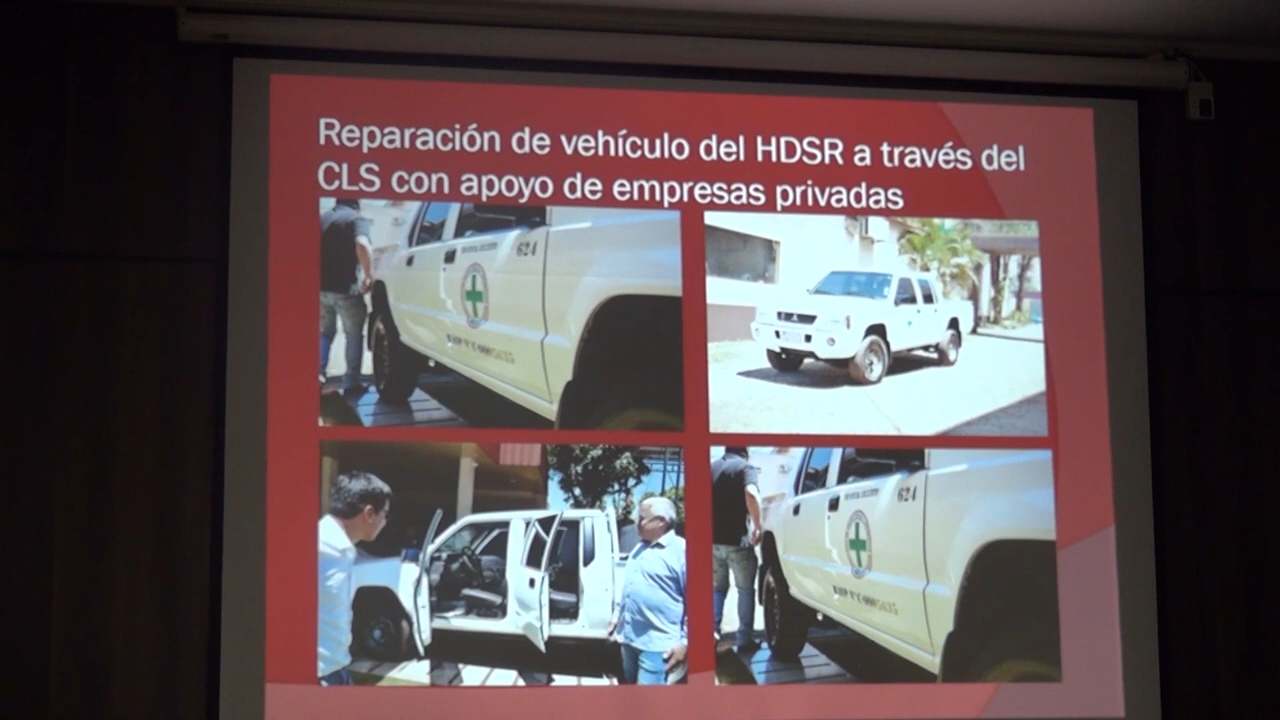 Reparación de vehículo del HDSR a través del
CLS con apoyo de empresas privadas
624
624